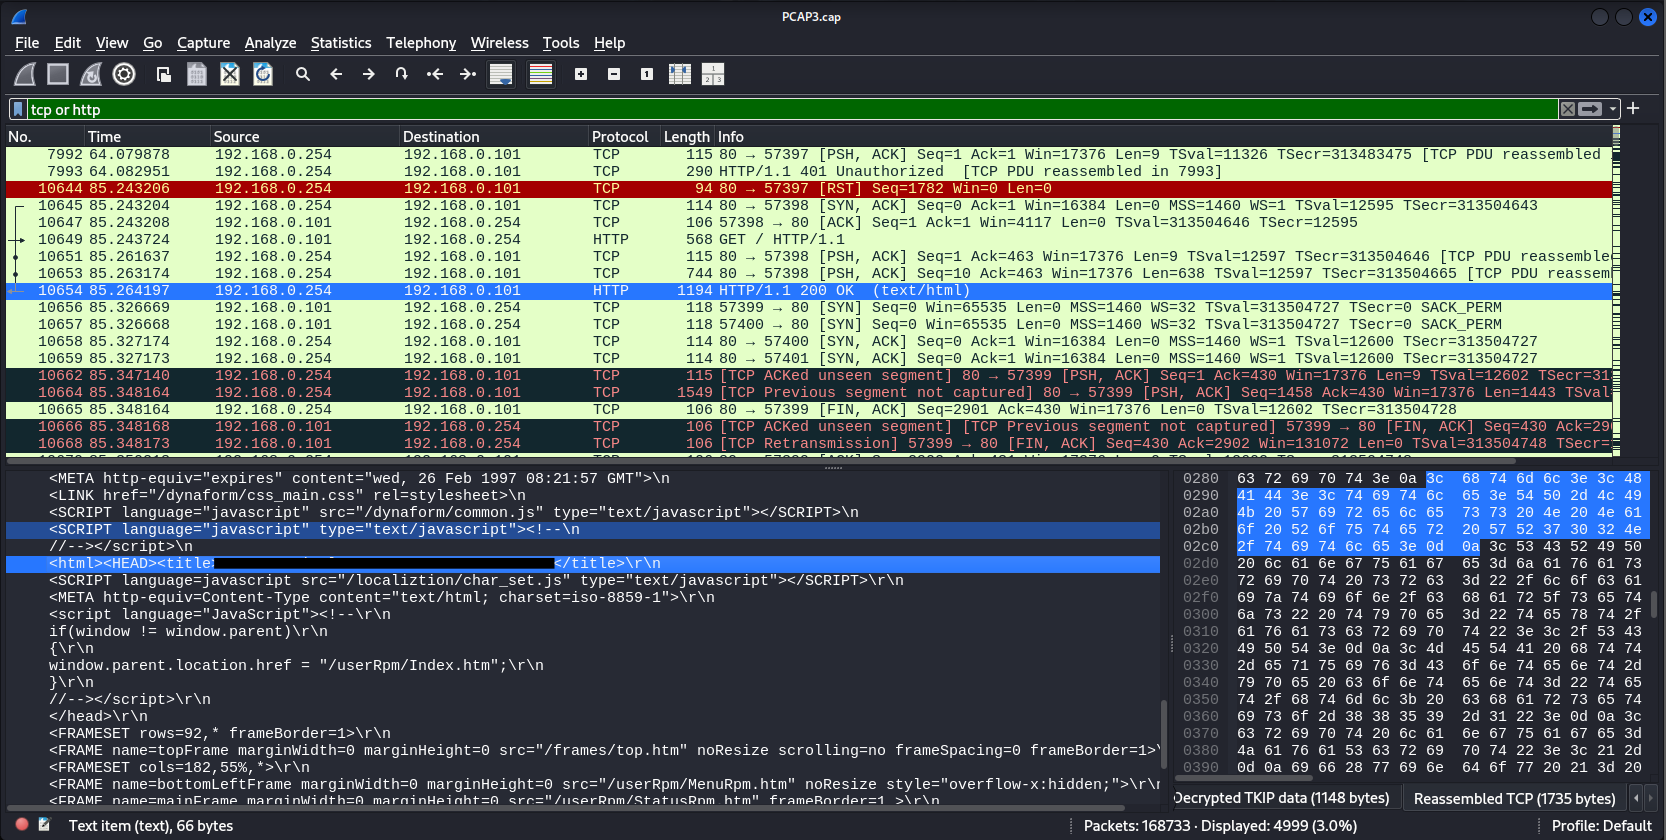 PCAP3.cap
File Edit View Go Capture Analyze Statistics Telephony Wireless Tools Help
tcp or http
No. Time Source Destination Protocol Length Info
7992 64.079878 192.168.0.254 192.168.0.101 TCP 115 80 → 57397 [PSH, ACK] Seq=1 Ack=1 Win=17376 Len=9 TSval=11326 TSecr=313483475 [TCP PDU reassembled
7993 64.082951 192.168.0.254 192.168.0.101 TCP 290 HTTP/1.1 401 Unauthorized  [TCP PDU reassembled in 7993]
10644 85.243206 192.168.0.254 192.168.0.101 TCP 94 80 → 57397 [RST] Seq=1782 Win=0 Len=0
10645 85.243204 192.168.0.254 192.168.0.101 TCP 114 80 → 57398 [SYN, ACK] Seq=0 Ack=1 Win=16384 Len=0 MSS=1460 WS=1 TSval=12595 TSecr=313504643
10647 85.243208 192.168.0.101 192.168.0.254 TCP 106 57398 → 80 [ACK] Seq=1 Ack=1 Win=4117 Len=0 TSval=313504646 TSecr=12595
10649 85.243724 192.168.0.101 192.168.0.254 HTTP 568 GET / HTTP/1.1
10651 85.261637 192.168.0.254 192.168.0.101 TCP 115 80 → 57398 [PSH, ACK] Seq=1 Ack=463 Win=17376 Len=9 TSval=12597 TSecr=313504646 [TCP PDU reassemble
10653 85.263174 192.168.0.254 192.168.0.101 TCP 744 80 → 57398 [PSH, ACK] Seq=10 Ack=463 Win=17376 Len=638 TSval=12597 TSecr=313504665 [TCP PDU reassem
10654 85.264197 192.168.0.254 192.168.0.101 HTTP 1194 HTTP/1.1 200 OK  (text/html)
10656 85.326669 192.168.0.101 192.168.0.254 TCP 118 57399 → 80 [SYN] Seq=0 Win=65535 Len=0 MSS=1460 WS=32 TSval=313504727 TSecr=0 SACK_PERM
10657 85.326668 192.168.0.101 192.168.0.254 TCP 118 57400 → 80 [SYN] Seq=0 Win=65535 Len=0 MSS=1460 WS=32 TSval=313504727 TSecr=0 SACK_PERM
10658 85.327174 192.168.0.254 192.168.0.101 TCP 114 80 → 57400 [SYN, ACK] Seq=0 Ack=1 Win=16384 Len=0 MSS=1460 WS=1 TSval=12600 TSecr=313504727
10659 85.327173 192.168.0.254 192.168.0.101 TCP 114 80 → 57401 [SYN, ACK] Seq=0 Ack=1 Win=16384 Len=0 MSS=1460 WS=1 TSval=12600 TSecr=313504727
10662 85.347140 192.168.0.254 192.168.0.101 TCP 115 [TCP ACKed unseen segment] 80 → 57399 [PSH, ACK] Seq=1 Ack=430 Win=17376 Len=9 TSval=12602 TSecr=31
10664 85.348164 192.168.0.254 192.168.0.101 TCP 1549 [TCP Previous segment not captured] 80 → 57399 [PSH, ACK] Seq=1458 Ack=430 Win=17376 Len=1443 TSval
10665 85.348164 192.168.0.254 192.168.0.101 TCP 106 80 → 57399 [FIN, ACK] Seq=2901 Ack=430 Win=17376 Len=0 TSval=12602 TSecr=313504728
10666 85.348168 192.168.0.101 192.168.0.254 TCP 106 [TCP ACKed unseen segment] [TCP Previous segment not captured] 57399 → 80 [FIN, ACK] Seq=430 Ack=290
10668 85.348173 192.168.0.101 192.168.0.254 TCP 106 [TCP Retransmission] 57399 → 80 [FIN, ACK] Seq=430 Ack=2902 Win=131072 Len=0 TSval=313504748 TSecr=
<META http-equiv="expires" content="wed, 26 Feb 1997 08:21:57 GMT">\n
<LINK href="/dynaform/css_main.css" rel=stylesheet>\n
<SCRIPT language="javascript" src="/dynaform/common.js" type="text/javascript"></SCRIPT>\n
<SCRIPT language="javascript" type="text/javascript"><!--\n
//--></script>\n
<html><HEAD><title </title>\r\n
<SCRIPT language=javascript src="/localiztion/char_set.js" type="text/javascript"></SCRIPT>\r\n
<META http-equiv=Content-Type content="text/html; charset=iso-8859-1">\r\n
<script language="JavaScript"><!--\r\n
if(window != window.parent)\r\n
{\r\n
window.parent.location.href = "/userRpm/Index.htm";\r\n
}\r\n
//--></script>\r\n
</head>\r\n
<FRAMESET rows=92,* frameBorder=1>\r\n
<FRAME name=topFrame marginWidth=0 marginHeight=0 src="/frames/top.htm" noResize scrolling=no frameSpacing=0 frameBorder=1>\
<FRAMESET cols=182,55%,*>\r\n
<FRAME name=bottomLeftFrame marginWidth=0 marginHeight=0 src="/userRpm/MenuRpm.htm" noResize style="overflow-x:hidden;">\r\n
<FRAME name=mainFrame marginWidth=0 marginHeight=0 src="/userRpm/StatusRpm.htm" frameBorder=1 >\r\n
0280 63 72 69 70 74 3e 0a 3c 68 74 6d 6c 3e 3c 48
0290 41 44 3e 3c 74 69 74 6c 65 3e 54 50 2d 4c 49
02a0 4b 20 57 69 72 65 6c 65 73 73 20 4e 20 4e 61
02b0 6f 20 52 6f 75 74 65 72 20 57 52 37 30 32 4e
02c0 2f 74 69 74 6c 65 3e 0d 0a 3c 53 43 52 49 50
02d0 20 6c 61 6e 67 75 61 67 65 3d 6a 61 76 61 73
02e0 72 69 70 74 20 73 72 63 3d 22 2f 6c 6f 63 61
02f0 69 7a 74 69 6f 6e 2f 63 68 61 72 5f 73 65 74
0300 6a 73 22 20 74 79 70 65 3d 22 74 65 78 74 2f
0310 61 76 61 73 63 72 69 70 74 22 3e 3c 2f 53 43
0320 49 50 54 3e 0d 0a 3c 4d 45 54 41 20 68 74 74
0330 2d 65 71 75 69 76 3d 43 6f 6e 74 65 6e 74 2d
0340 79 70 65 20 63 6f 6e 74 65 6e 74 3d 22 74 65
0350 74 2f 68 74 6d 6c 3b 20 63 68 61 72 73 65 74
0360 69 73 6f 2d 38 38 35 39 2d 31 22 3e 0d 0a 3c
0370 63 72 69 70 74 20 6c 61 6e 67 75 61 67 65 3d
0380 4a 61 76 61 53 63 72 69 70 74 22 3e 3c 21 2d
0390 0d 0a 69 66 28 77 69 6e 64 6f 77 20 21 3d 20
Decrypted TKIP data (1148 bytes) Reassembled TCP (1735 bytes)
Text item (text), 66 bytes Packets: 168733 · Displayed: 4999 (3.0%) Profile: Default